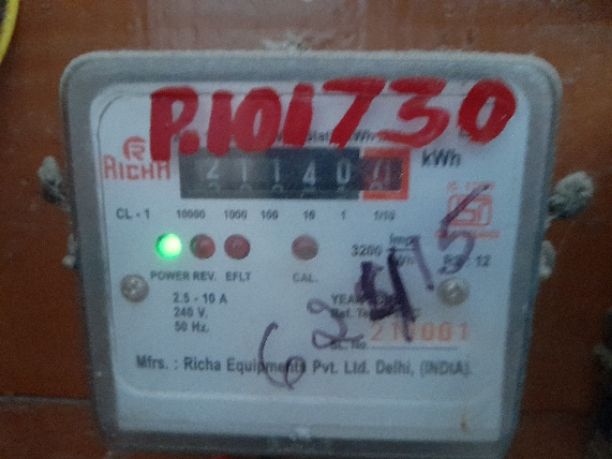 P.101730
RICHA
21140
kWh
CL - 1 10000 1000 100 10 1 1/10
3200
POWER REV. EFLT CAL.
2.5 - 10 A
240 V.
50 Hz.
62415
Mfrs. : Richa Equipments Pvt. Ltd. Delhi, (INDIA)